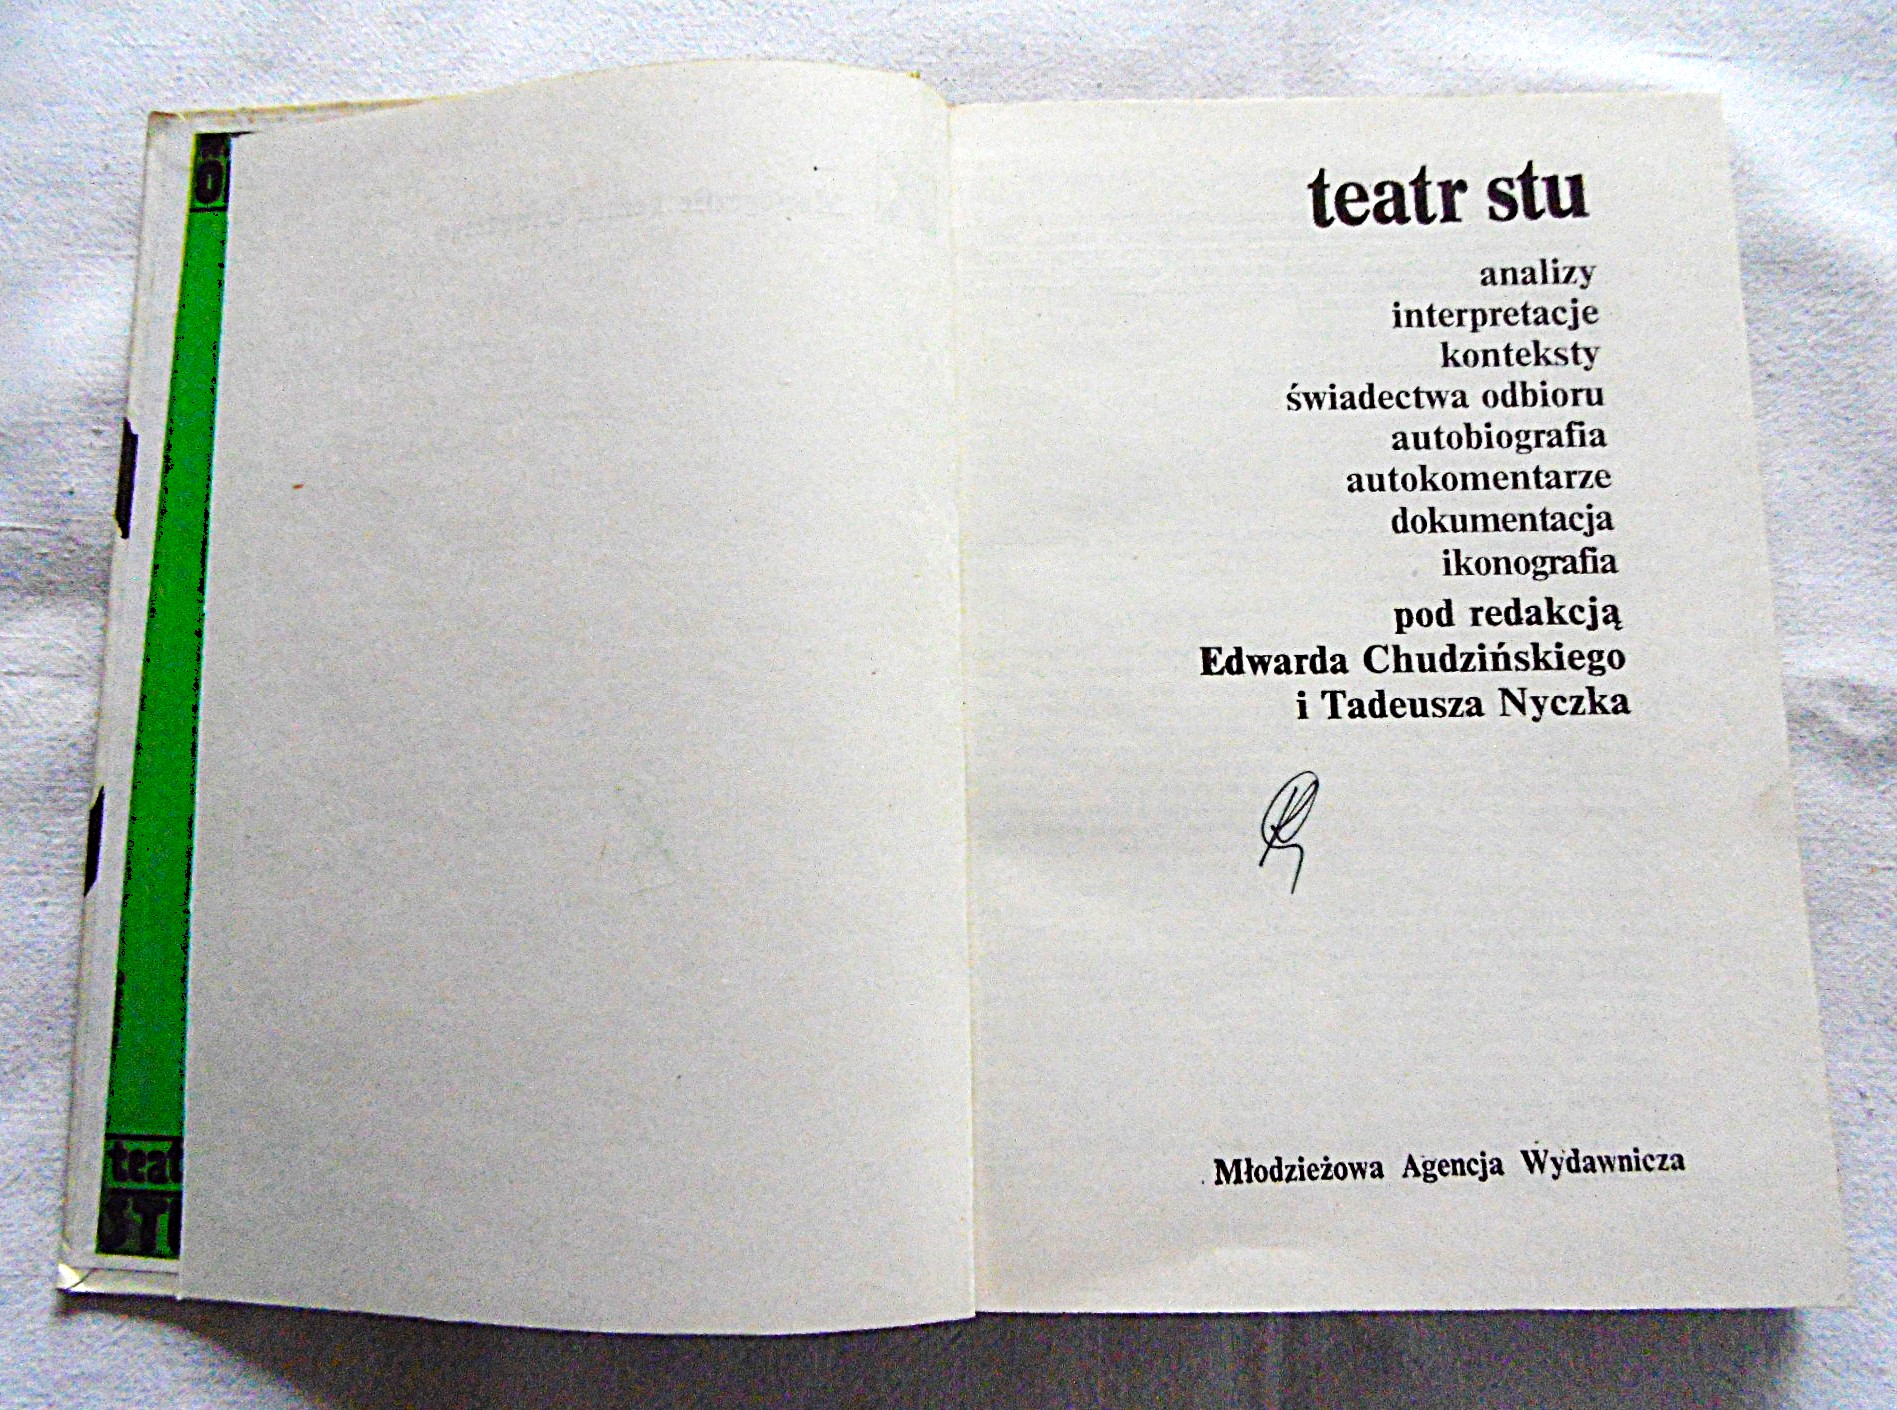 teatr stu
analizy
interpretacje
konteksty
świadectwa odbioru
autobiografia
autokomentarze
dokumentacja
ikonografia
pod redakcją
Edwarda Chudzińskiego
i Tadeusza Nyczka
Młodzieżowa Agencja Wydawnicza